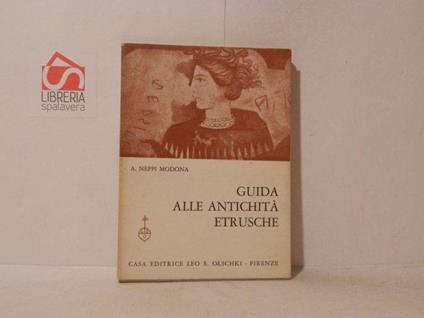 LIBRERIA
spalavera
A. NEPPI MODONA
GUIDA
ALLE ANTICHITÀ
ETRUSCHE
CASA EDITRICE LEO S. OLSCHKI - FIRENZE